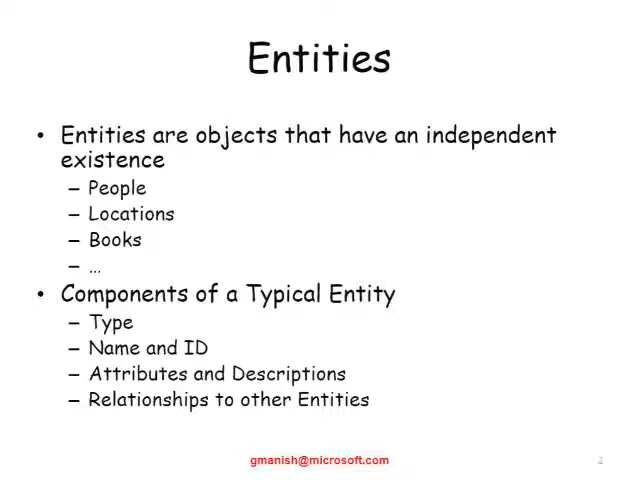 Entities
• Entities are objects that have an independent
existence
– People
– Locations
– Books
– …
• Components of a Typical Entity
– Type
– Name and ID
– Attributes and Descriptions
– Relationships to other Entities
gmanish@microsoft.com
2